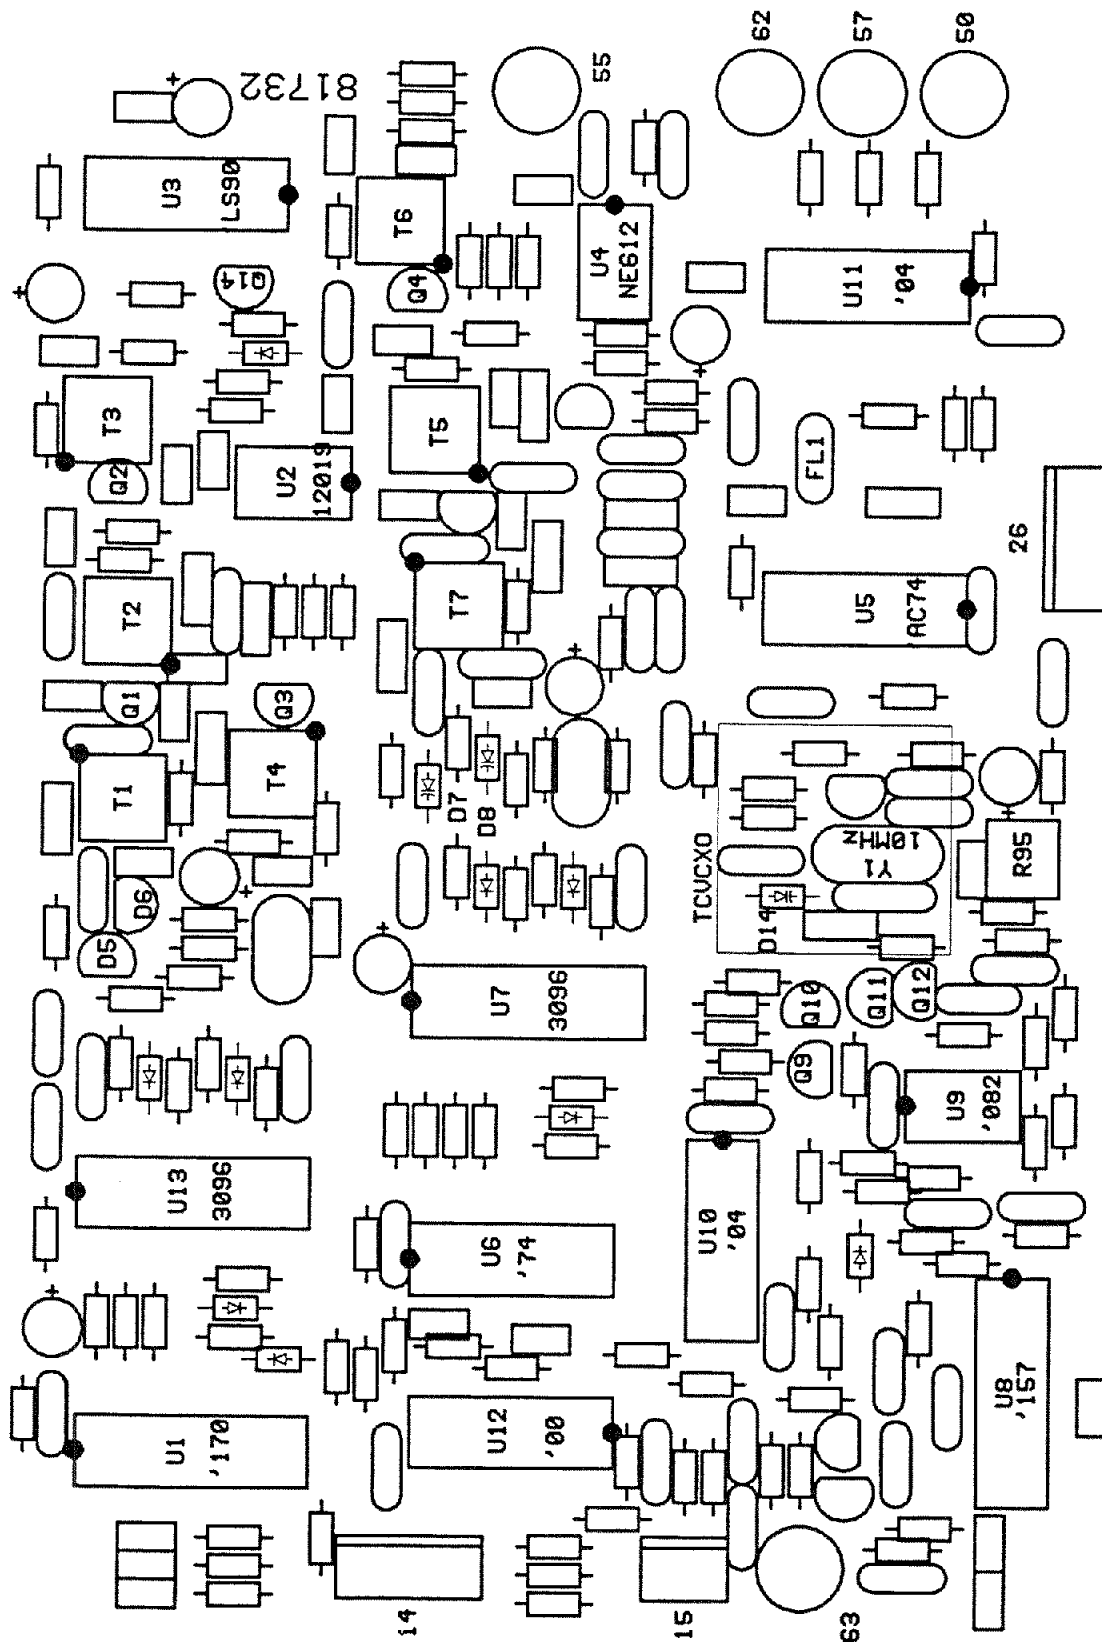 62
57
50
55
81732
U3
'LS90
T6
U4
NE612
U11
'04
Q14
Q4
T3
T5
FL1
Q2
U2
12019
26
T2
T7
U5
'AC74
Q1
Q3
T1
T4
D7
D8
TCVCXO
Y1
10MHz
R95
D14
D6
D5
U7
3096
Q10
Q11
Q12
Q9
U9
'082
U13
3096
U6
'74
U10
'04
U1
'170
U12
'00
U8
'157
14
15
63